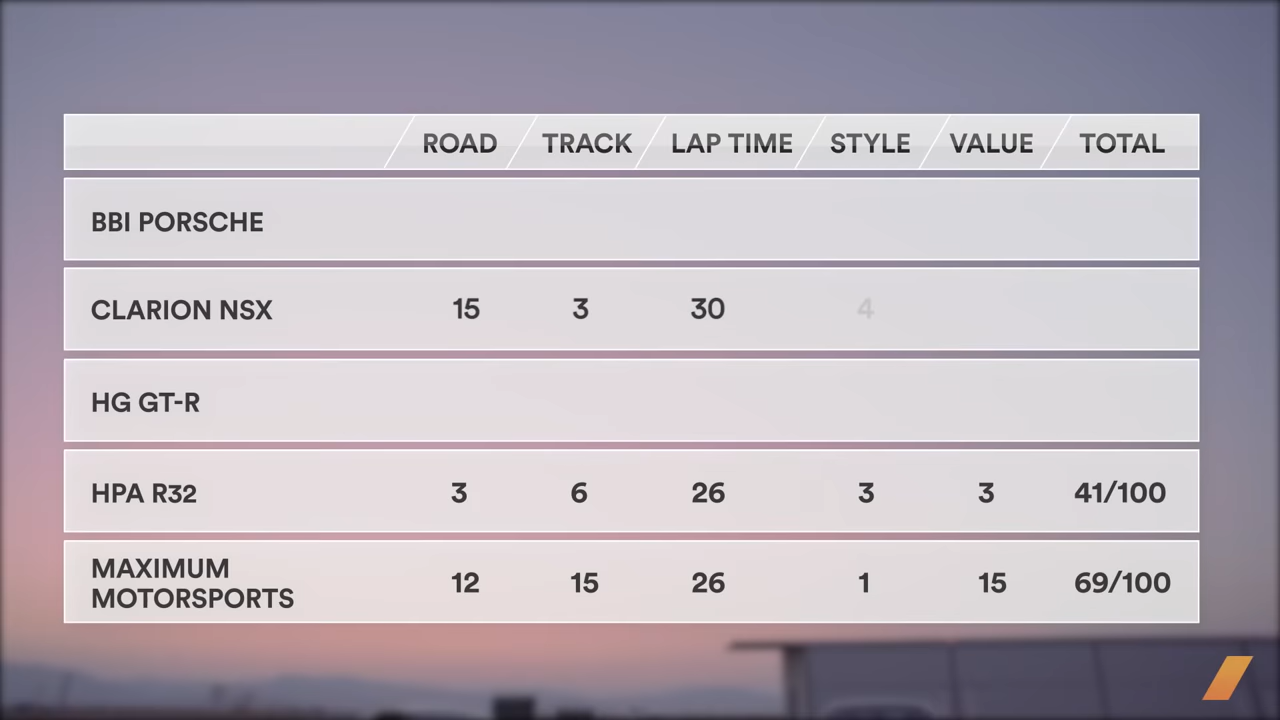 ROAD TRACK LAP TIME STYLE VALUE TOTAL
BBI PORSCHE
CLARION NSX 15 3 30 4
HG GT-R
HPA R32 3 6 26 3 3 41/100
MAXIMUM
MOTORSPORTS 12 15 26 1 15 69/100